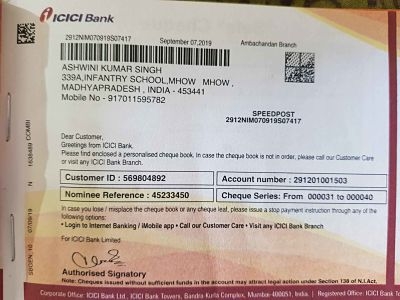 ICICI Bank
2912NIM070919S07417
September 07,2019
Ambachandan Branch
ASHWINI KUMAR SINGH
339A,INFANTRY SCHOOL,MHOW MHOW ,
MADHYAPRADESH , INDIA - 453441
Mobile No - 917011595782
SPEEDPOST
2912NIM070919S07417
Dear Customer,
Greetings from ICICI Bank.
Please find enclosed a personalised cheque book. In case the cheque book is not in order, please call our Customer Care
or visit any ICICI Bank Branch.
Customer ID : 569804892
Account number : 291201001503
Nominee Reference : 45233450
Cheque Series: From 000031 to 000040
In case you lose / misplace the cheque book or any cheque leaf, please issue a stop payment instruction through any of the
following options:
• Login to Internet Banking / iMobile app • Call our Customer Care • Visit any ICICI Bank Branch
For ICICI Bank Limited
Authorised Signatory
Note: Cheques issued without sufficient funds in the account may attract legal action under Section 138 of N.I.Act.
Corporate Office: ICICI Bank Ltd., ICICI Bank Towers, Bandra Kurla Complex, Mumbai 400051, India. | Registered Office: ICICI Bank
07/09/19
N
1638489 COMBI